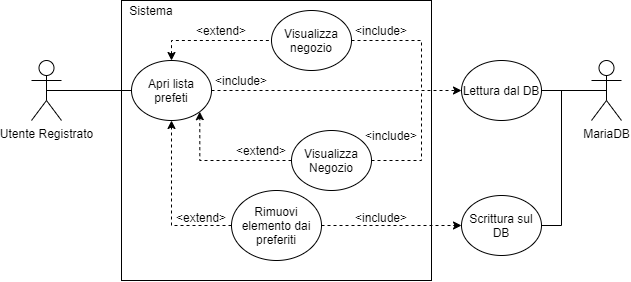 Sistema
<extend>
Visualizza
negozio
<include>
Apri lista
prefeti
<include>
Lettura dal DB
Utente Registrato
MariaDB
<include>
<extend>
Visualizza
Negozio
Rimuovi
elemento dai
preferiti
<extend>
<include>
Scrittura sul
DB